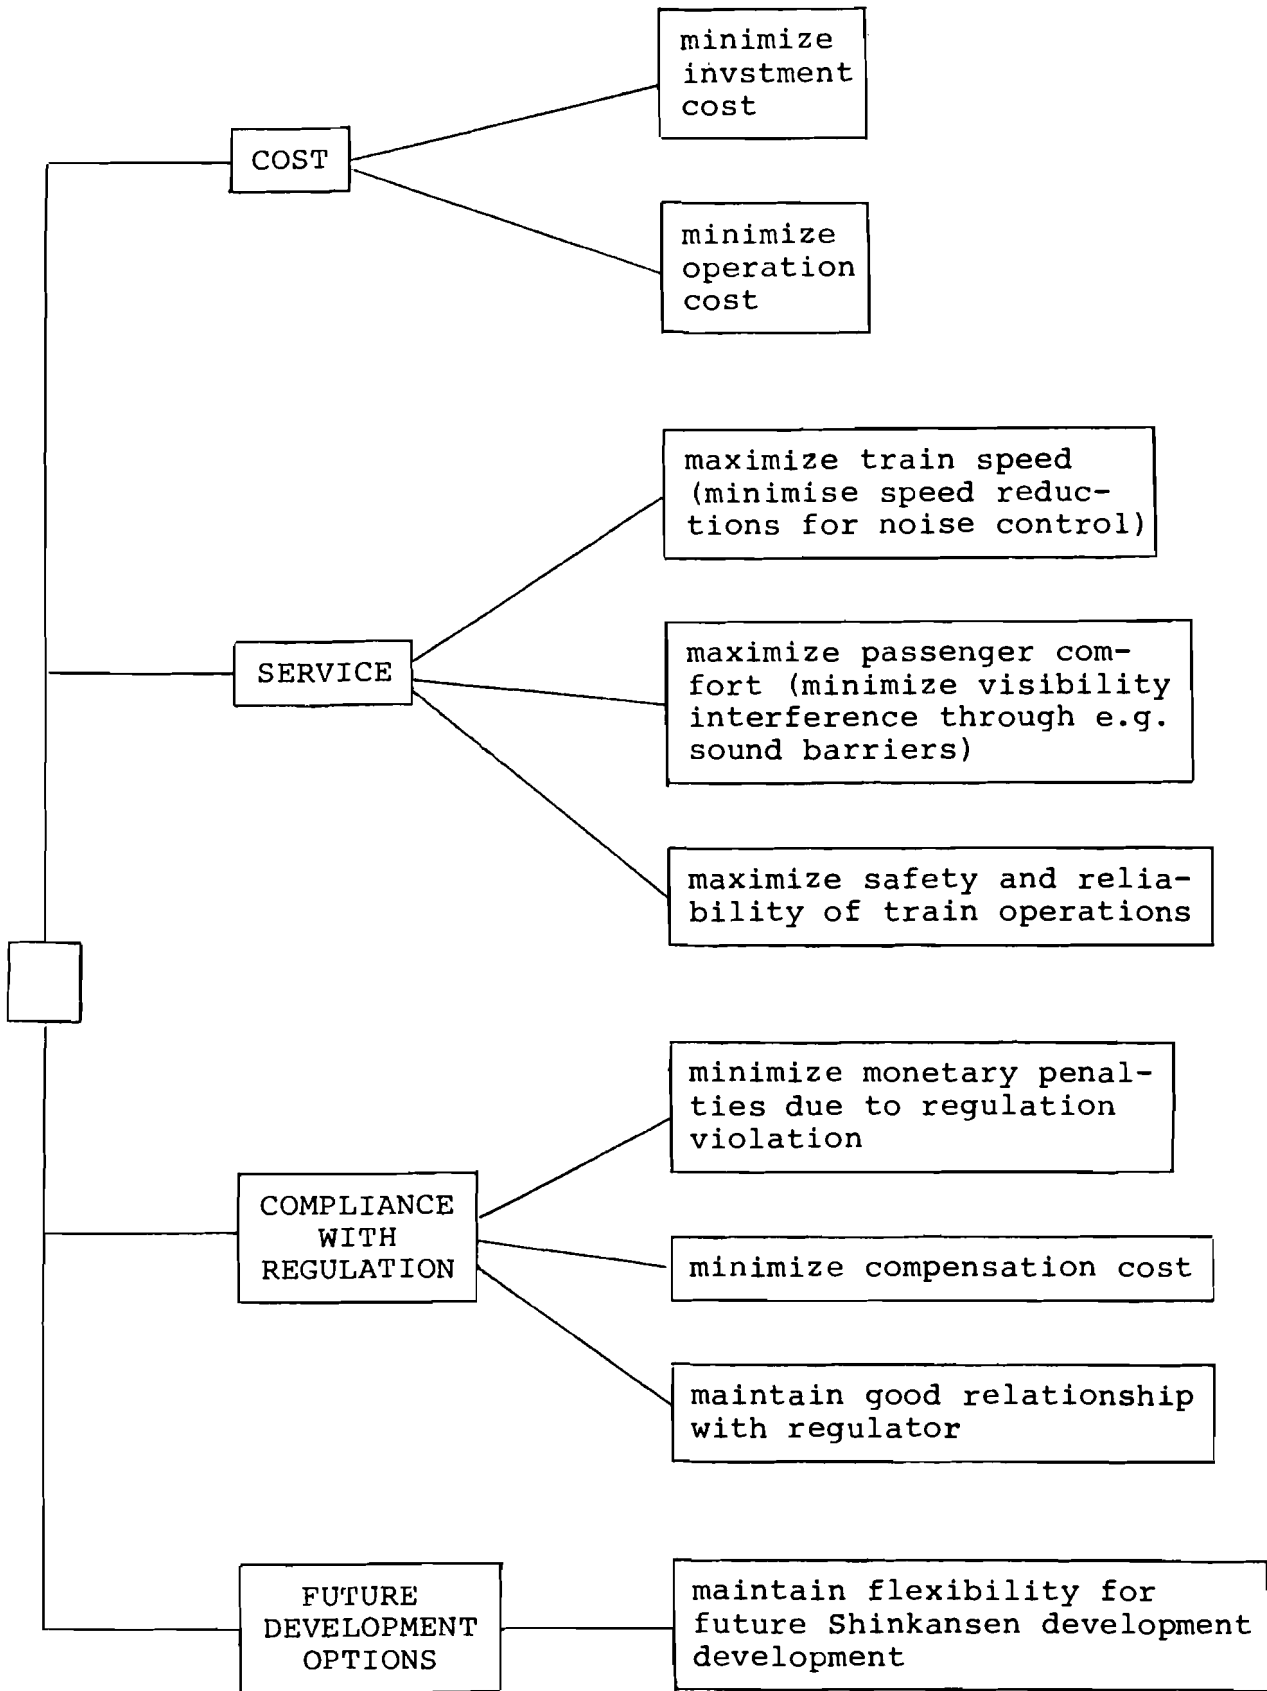 minimize
invstment
cost
COST
minimize
operation
cost
maximize train speed
(minimise speed reduc-
tions for noise control)
SERVICE
maximize passenger com-
fort (minimize visibility
interference through e.g.
sound barriers)
maximize safety and relia-
bility of train operations
minimize monetary penal-
ties due to regulation
violation
COMPLIANCE
WITH
REGULATION
minimize compensation cost
maintain good relationship
with regulator
FUTURE
DEVELOPMENT
OPTIONS
maintain flexibility for
future Shinkansen development
development